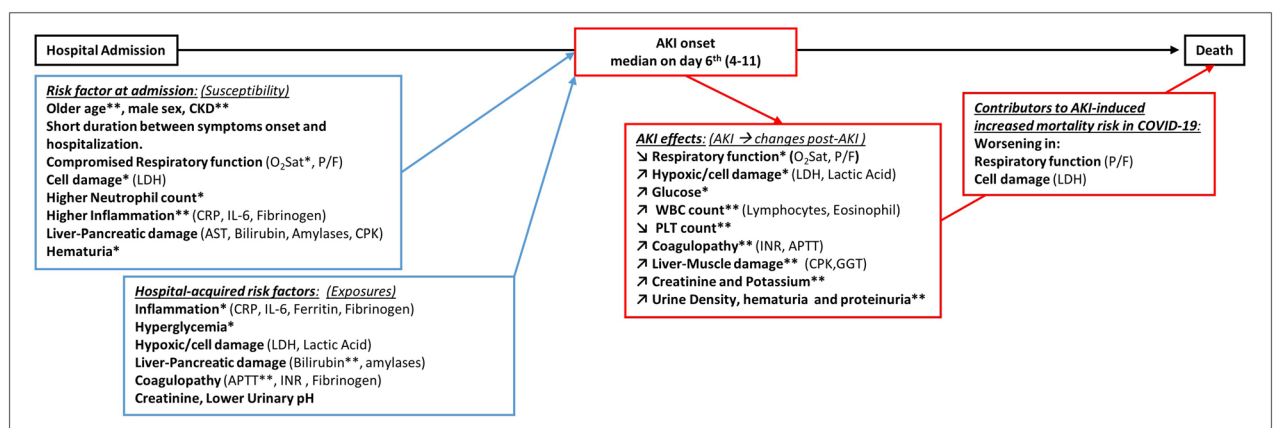 Hospital Admission
AKI onset
median on day 6th (4-11)
Death
Risk factor at admission: (Susceptibility)
Older age**, male sex, CKD**
Short duration between symptoms onset and
hospitalization.
Compromised Respiratory function (O2Sat*, P/F)
Cell damage* (LDH)
Higher Neutrophil count*
Higher Inflammation** (CRP, IL-6, Fibrinogen)
Liver-Pancreatic damage (AST, Bilirubin, Amylases, CPK)
Hematuria*
Hospital-acquired risk factors: (Exposures)
Inflammation* (CRP, IL-6, Ferritin, Fibrinogen)
Hyperglycemia*
Hypoxic/cell damage (LDH, Lactic Acid)
Liver-Pancreatic damage (Bilirubin**, amylases)
Coagulopathy (APTT**, INR , Fibrinogen)
Creatinine, Lower Urinary pH
AKI effects: (AKI → changes post-AKI )
↘ Respiratory function* (O2Sat, P/F)
↗ Hypoxic/cell damage* (LDH, Lactic Acid)
↗ Glucose*
↗ WBC count** (Lymphocytes, Eosinophil)
↘ PLT count**
↗ Coagulopathy** (INR, APTT)
↗ Liver-Muscle damage** (CPK,GGT)
↗ Creatinine and Potassium**
↗ Urine Density, hematuria and proteinuria**
Contributors to AKI-induced
increased mortality risk in COVID-19:
Worsening in:
Respiratory function (P/F)
Cell damage (LDH)